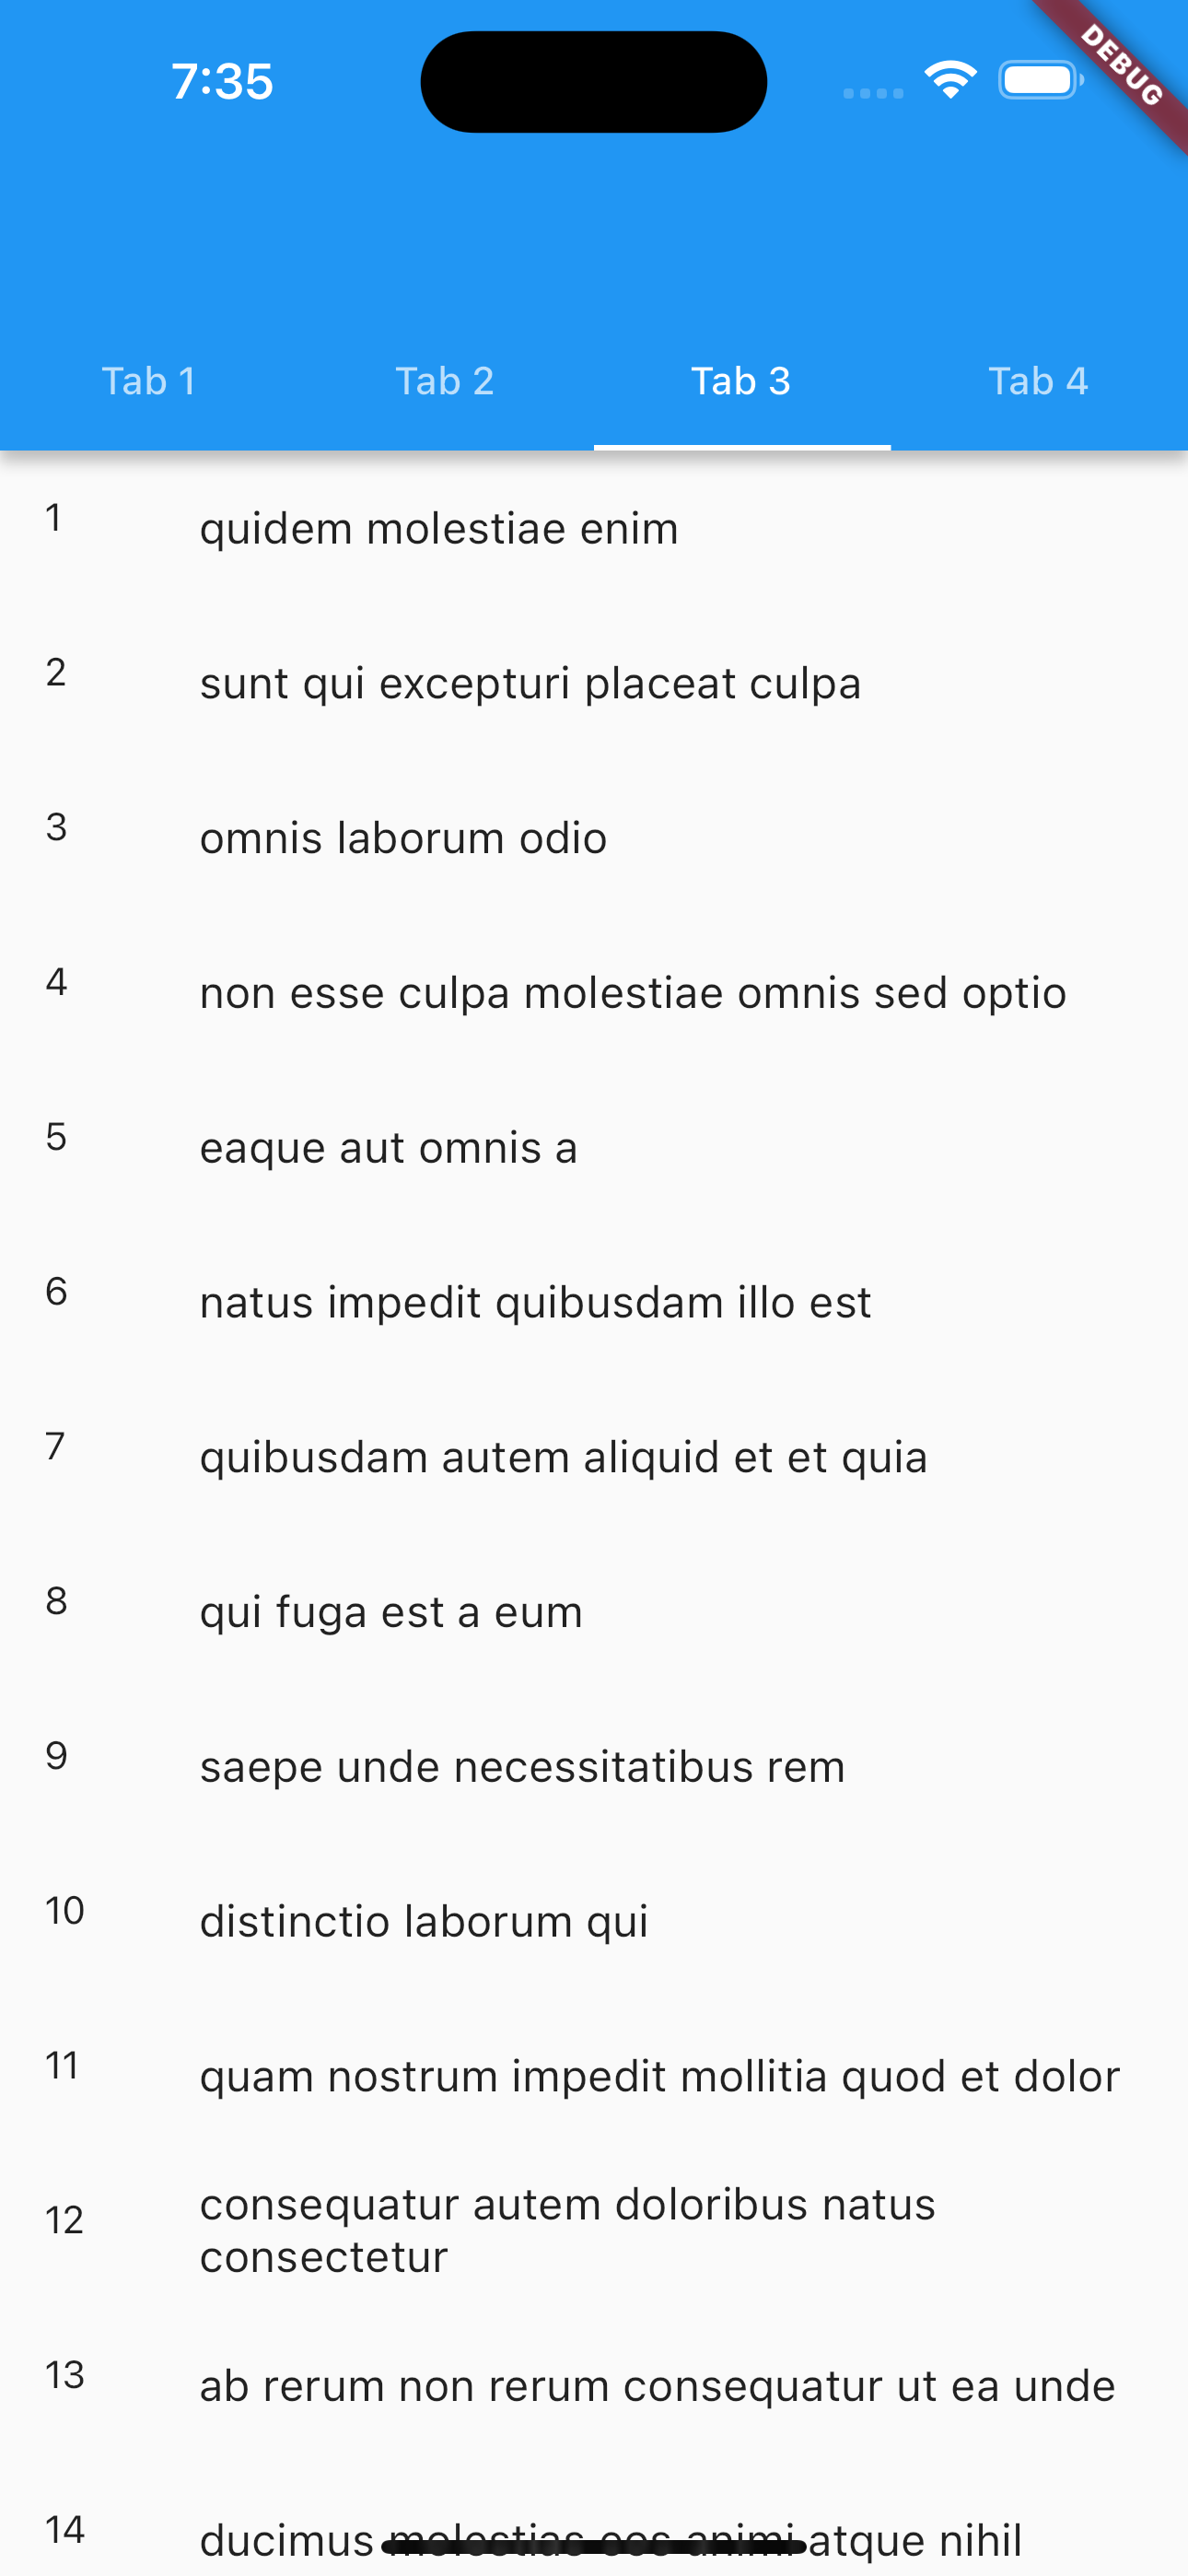 7:35
DEBUG
Tab 1 Tab 2 Tab 3 Tab 4
1 quidem molestiae enim
2 sunt qui excepturi placeat culpa
3 omnis laborum odio
4 non esse culpa molestiae omnis sed optio
5 eaque aut omnis a
6 natus impedit quibusdam illo est
7 quibusdam autem aliquid et et quia
8 qui fuga est a eum
9 saepe unde necessitatibus rem
10 distinctio laborum qui
11 quam nostrum impedit mollitia quod et dolor
12 consequatur autem doloribus natus
consectetur
13 ab rerum non rerum consequatur ut ea unde
14 ducimus molestias eos animi atque nihil